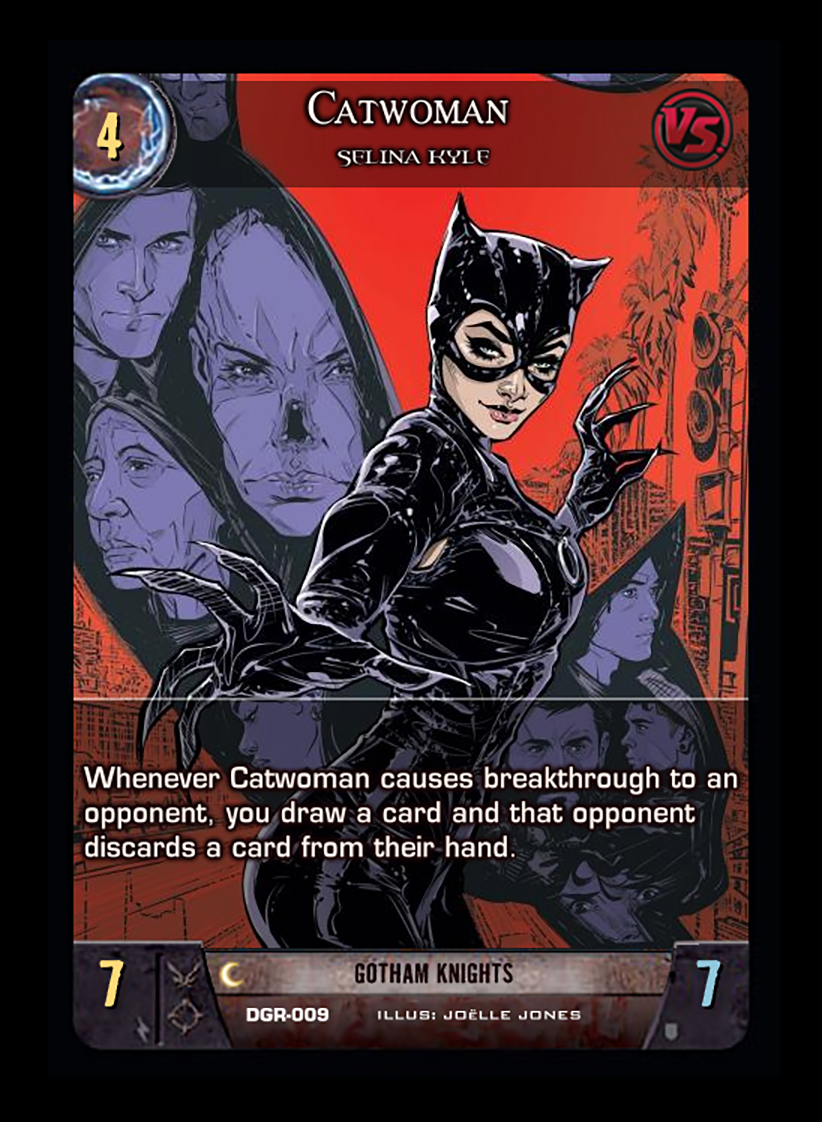 4
CATWOMAN
VS.
SELINA KYLE
Whenever Catwoman causes breakthrough to an
opponent, you draw a card and that opponent
discards a card from their hand.
7
GOTHAM KNIGHTS
7
DGR-009 ILLUS: JOËLLE JONES